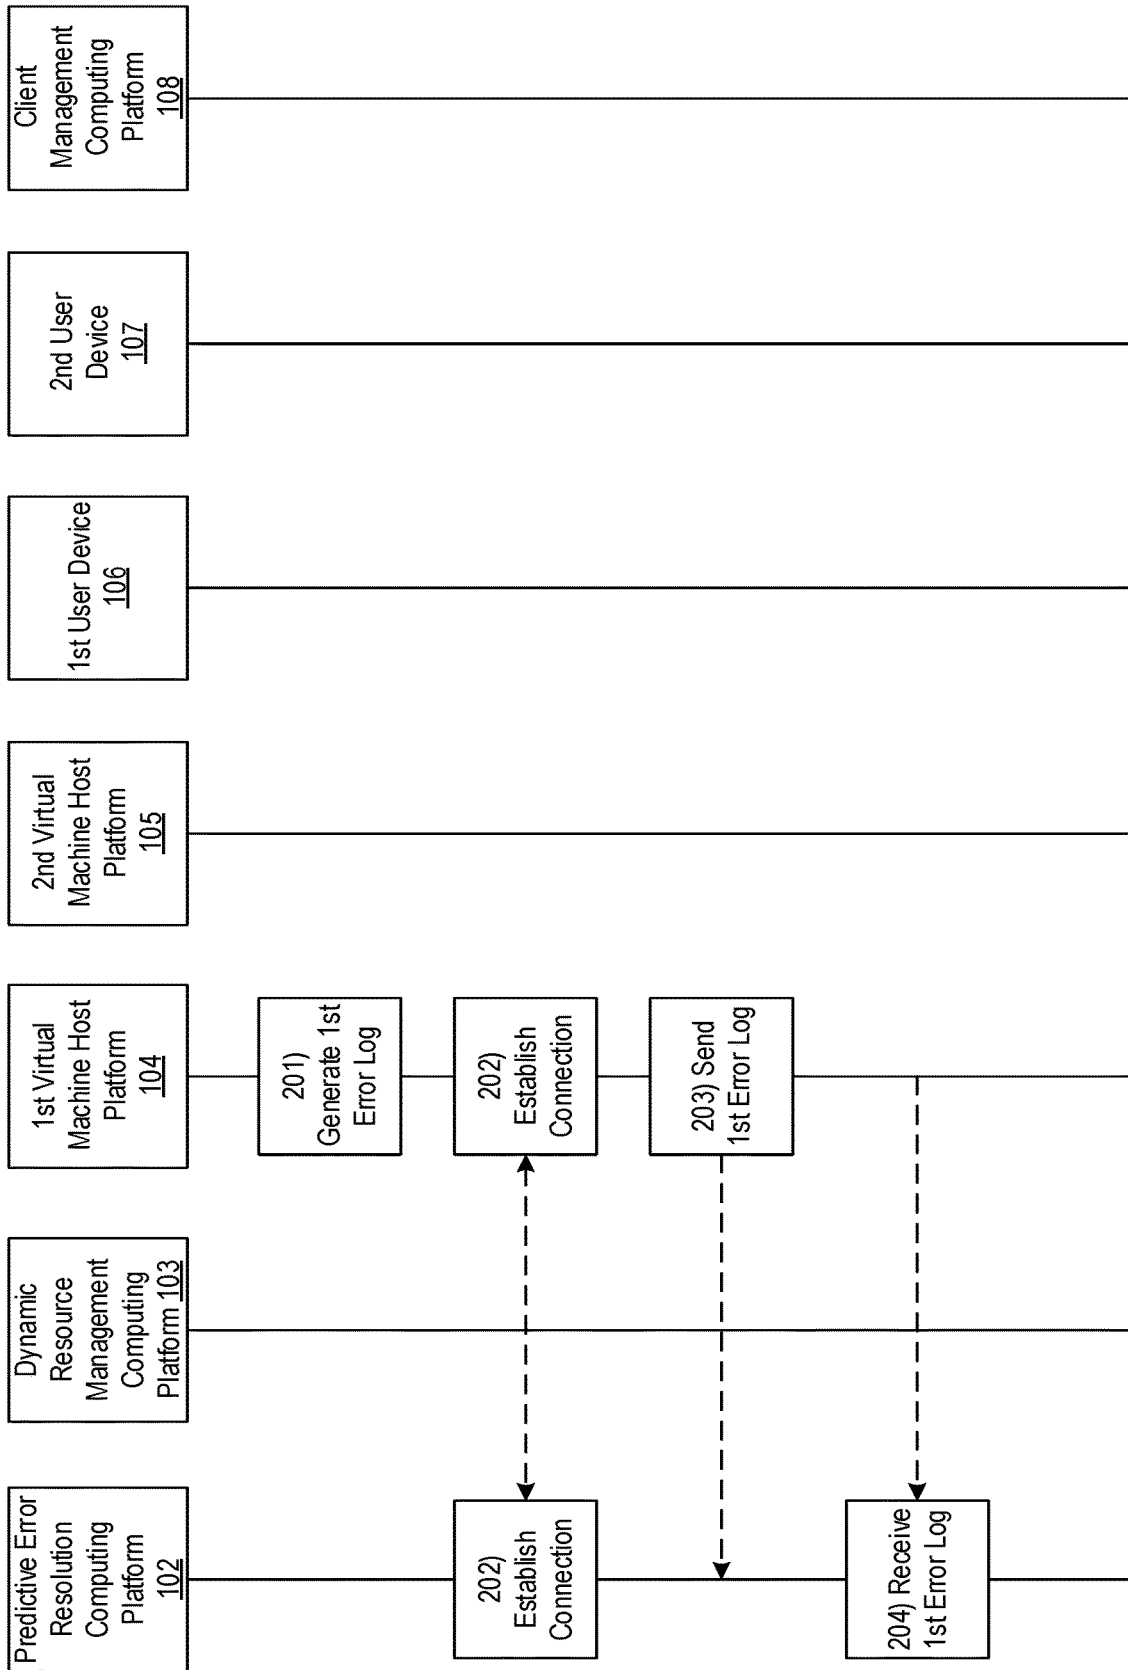 Predictive Error
Resolution
Computing
Platform
102
Dynamic
Resource
Management
Computing
Platform 103
1st Virtual
Machine Host
Platform
104
2nd Virtual
Machine Host
Platform
105
1st User Device
106
2nd User
Device
107
Client
Management
Computing
Platform
108
201)
Generate 1st
Error Log
202)
Establish
Connection
202)
Establish
Connection
203) Send
1st Error Log
204) Receive
1st Error Log